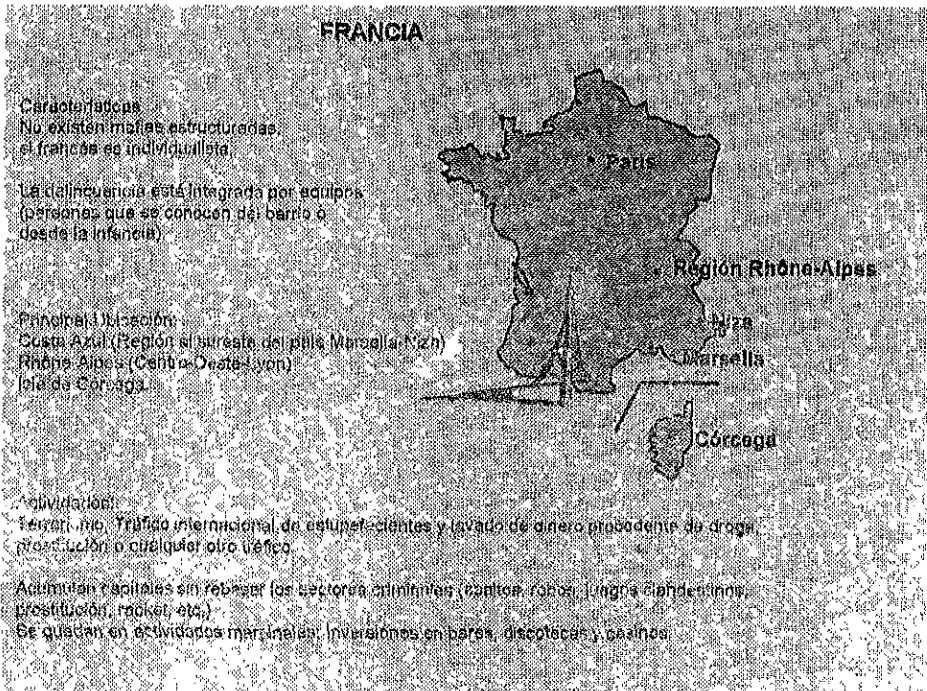 FRANCIA
Características
No existen mafias estructuradas,
el francés es individualista.
La delincuencia está integrada por equipos
(personas que se conocen del barrio o
desde la infancia)
París
Región Rhône-Alpes
Niza
Marsella
Córcega
Principal Ubicación:
Costa Azul (Región al sureste del país Marsella-Niza)
Rhône-Alpes (Centro-Oeste-Lyon)
Isla de Córcega.
Actividades:
Terrorismo, Tráfico internacional de estupefacientes y lavado de dinero procedente de droga,
prostitución o cualquier otro tráfico.
Acumulan capitales sin rebasar los sectores criminales (asaltos, robos, juegos clandestinos,
prostitución, racket, etc.)
Se quedan en actividades marginales: Inversiones en bares, discotecas y casinos.